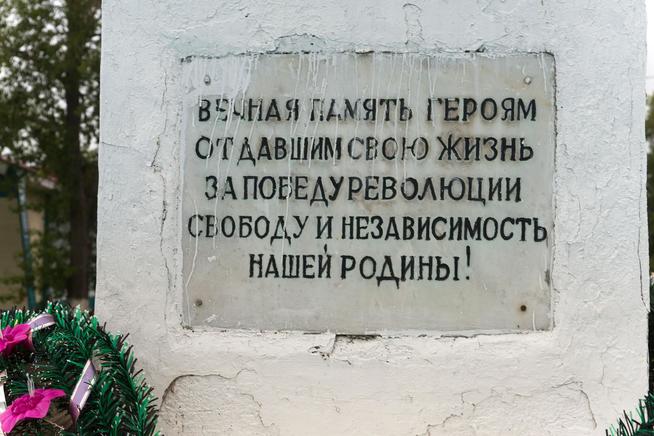 ВЕЧНАЯ ПАМЯТЬ ГЕРОЯМ
ОТДАВШИМ СВОЮ ЖИЗНЬ
ЗА ПОБЕДУ РЕВОЛЮЦИИ
СВОБОДУ И НЕЗАВИСИМОСТЬ
НАШЕЙ РОДИНЫ!